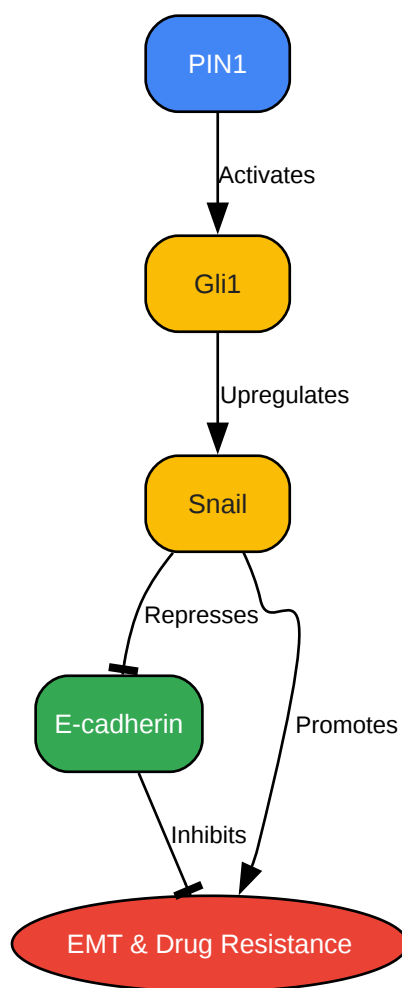 PIN1
Activates
Gli1
Upregulates
Snail
Represses
E-cadherin
Promotes
Inhibits
EMT & Drug Resistance